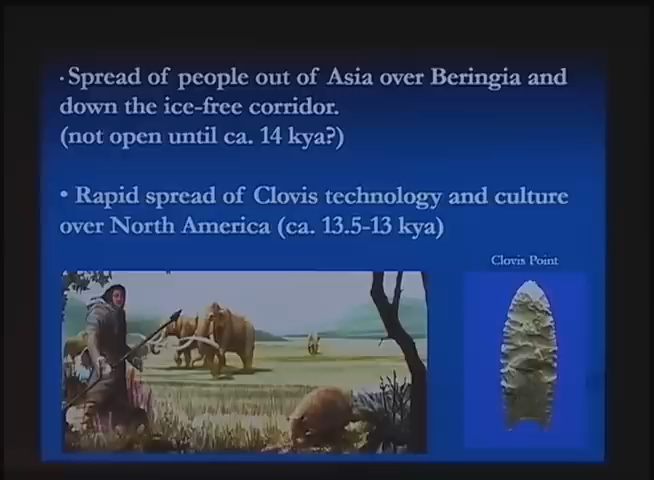 ·Spread of people out of Asia over Beringia and
down the ice-free corridor.
(not open until ca. 14 kya?)
• Rapid spread of Clovis technology and culture
over North America (ca. 13.5-13 kya)
Clovis Point